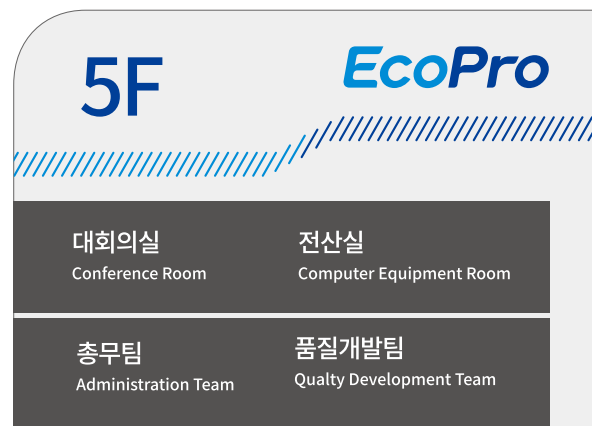 5F
EcoPro
대회의실
Conference Room
전산실
Computer Equipment Room
총무팀
Administration Team
품질개발팀
Qualty Development Team